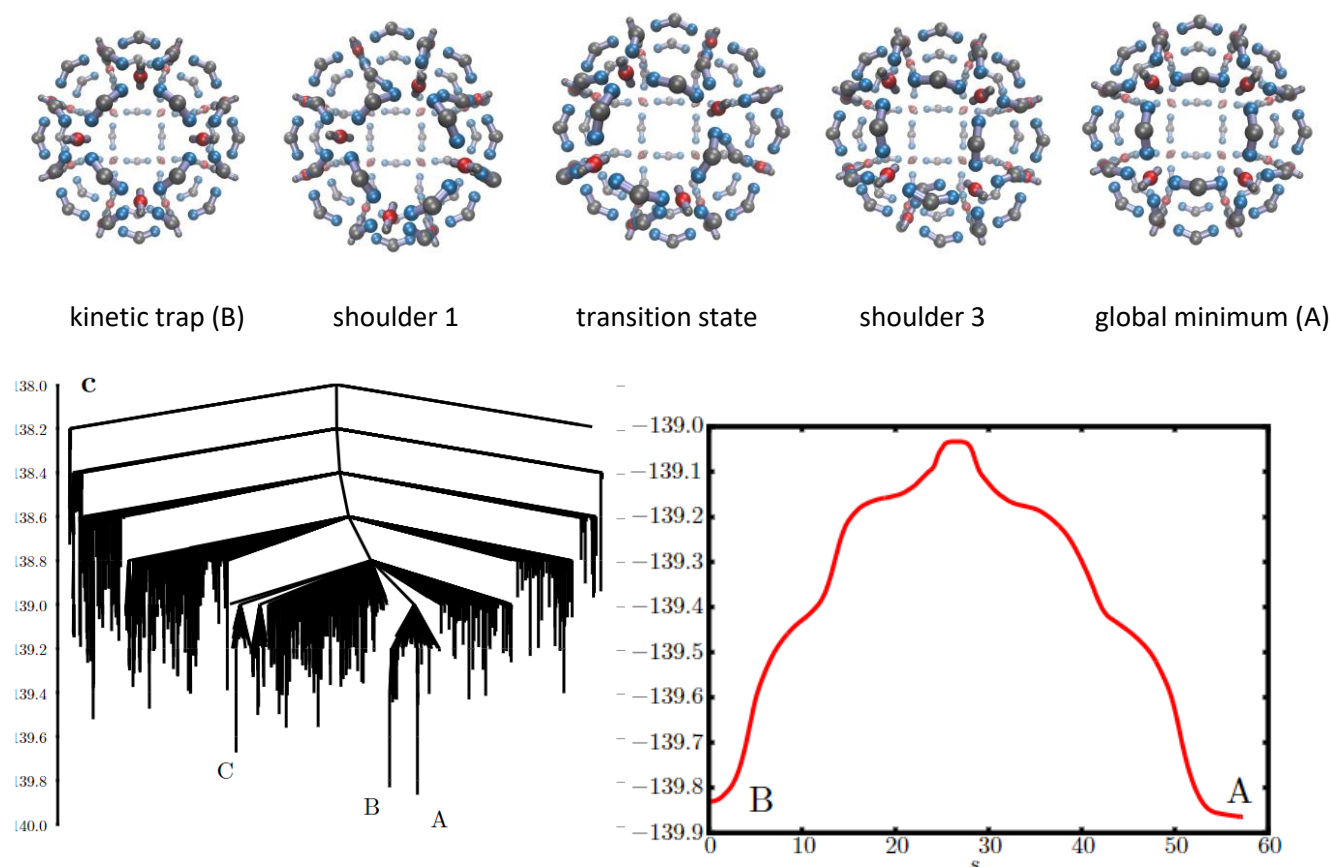 kinetic trap (B)
shoulder 1
transition state
shoulder 3
global minimum (A)
c
138.0
138.2
138.4
138.6
138.8
139.0
139.2
139.4
139.6
139.8
140.0
C
B
A
−139.0
−139.1
−139.2
−139.3
−139.4
−139.5
−139.6
−139.7
−139.8
−139.9
B
A
0 10 20 30 40 50 60
s